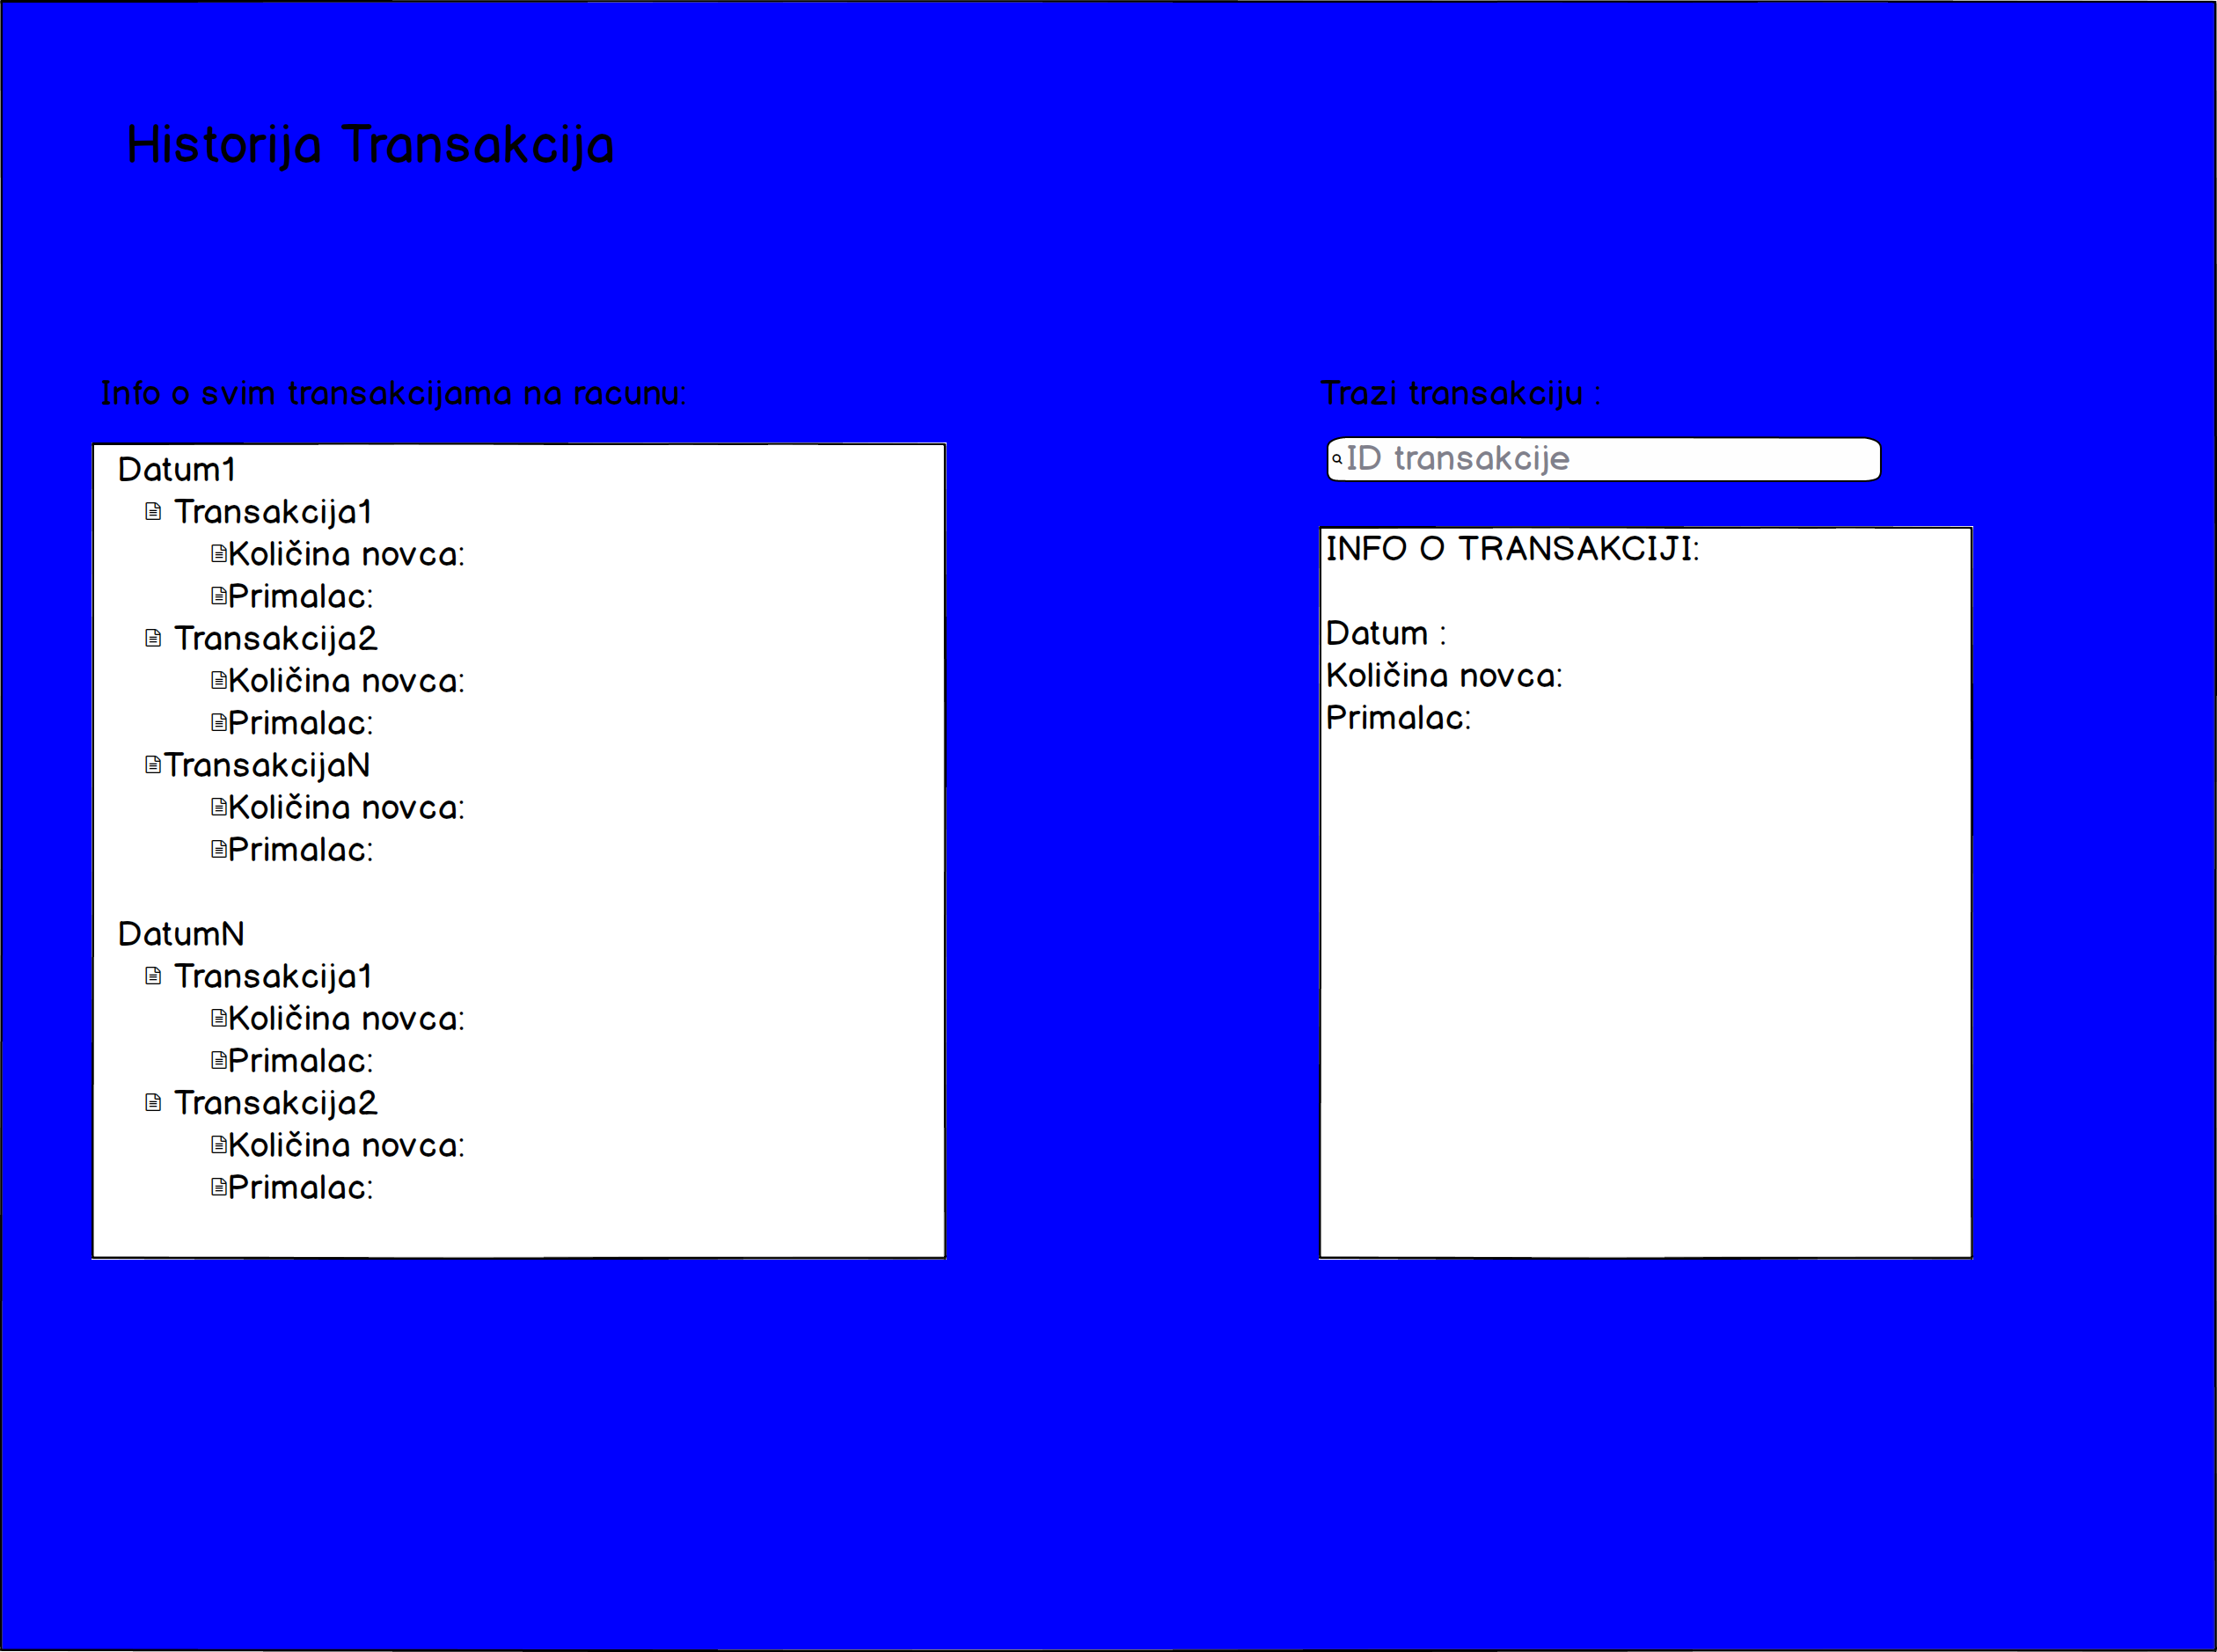 Historija Transakcija
Info o svim transakcijama na racunu:
Datum1
Transakcija1
Količina novca:
Primalac:
Transakcija2
Količina novca:
Primalac:
TransakcijaN
Količina novca:
Primalac:
DatumN
Transakcija1
Količina novca:
Primalac:
Transakcija2
Količina novca:
Primalac:
Trazi transakciju :
ID transakcije
INFO O TRANSAKCIJI:
Datum :
Količina novca:
Primalac: